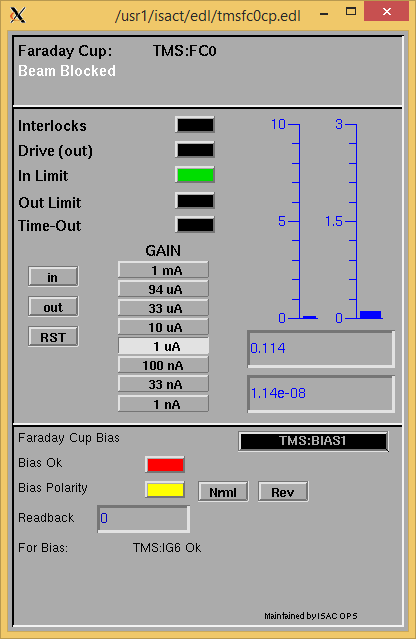 /usr1/isact/edl/tmsfc0cp.edl
Faraday Cup: TMS:FC0
Beam Blocked
Interlocks
Drive (out)
In Limit
Out Limit
Time-Out
10 3
5 1.5
0 0
GAIN
1 mA
94 uA
33 uA
10 uA
1 uA
100 nA
33 nA
1 nA
in
out
RST
0.114
1.14e-08
Faraday Cup Bias TMS:BIAS1
Bias Ok
Bias Polarity Nrml Rev
Readback 0
For Bias: TMS:IG6 Ok
Maintained by ISAC OPS